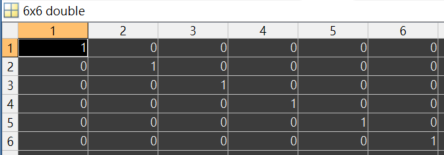 6x6 double
1 2 3 4 5 6
1 1 0 0 0 0 0
2 0 1 0 0 0 0
3 0 0 1 0 0 0
4 0 0 0 1 0 0
5 0 0 0 0 1 0
6 0 0 0 0 0 1